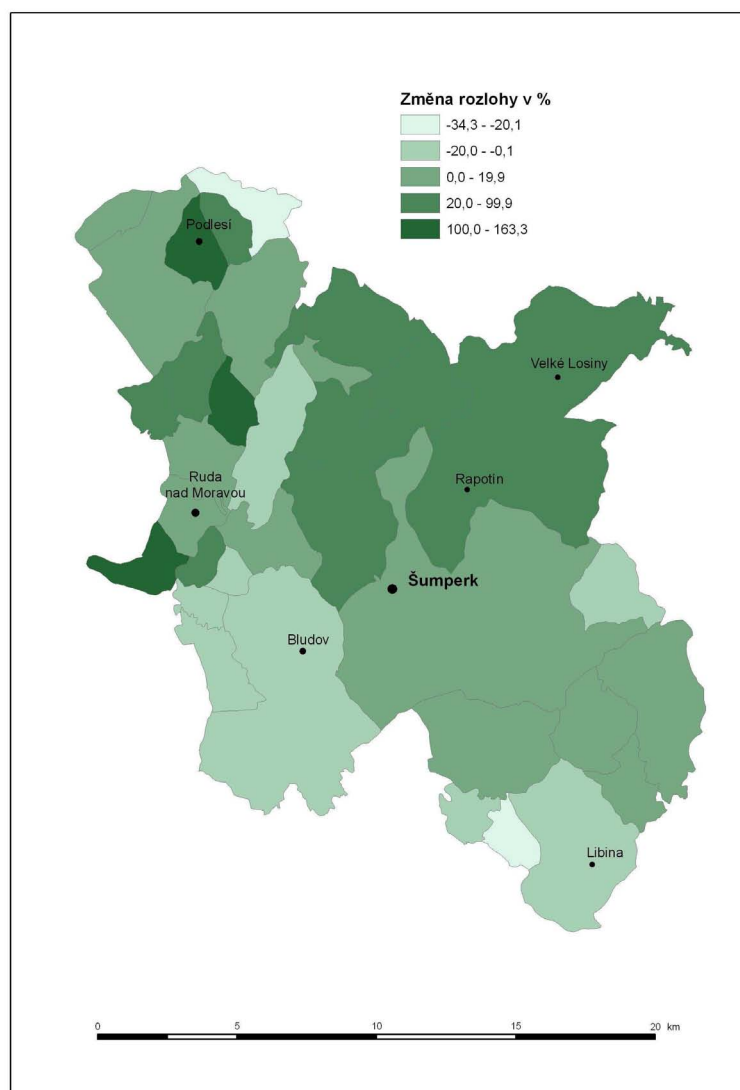 Změna rozlohy v %
-34,3 - -20,1
-20,0 - -0,1
0,0 - 19,9
20,0 - 99,9
100,0 - 163,3
Podlesí
Velké Losiny
Rapotín
Ruda
nad Moravou
Šumperk
Bludov
Libina
0 5 10 15 20 km